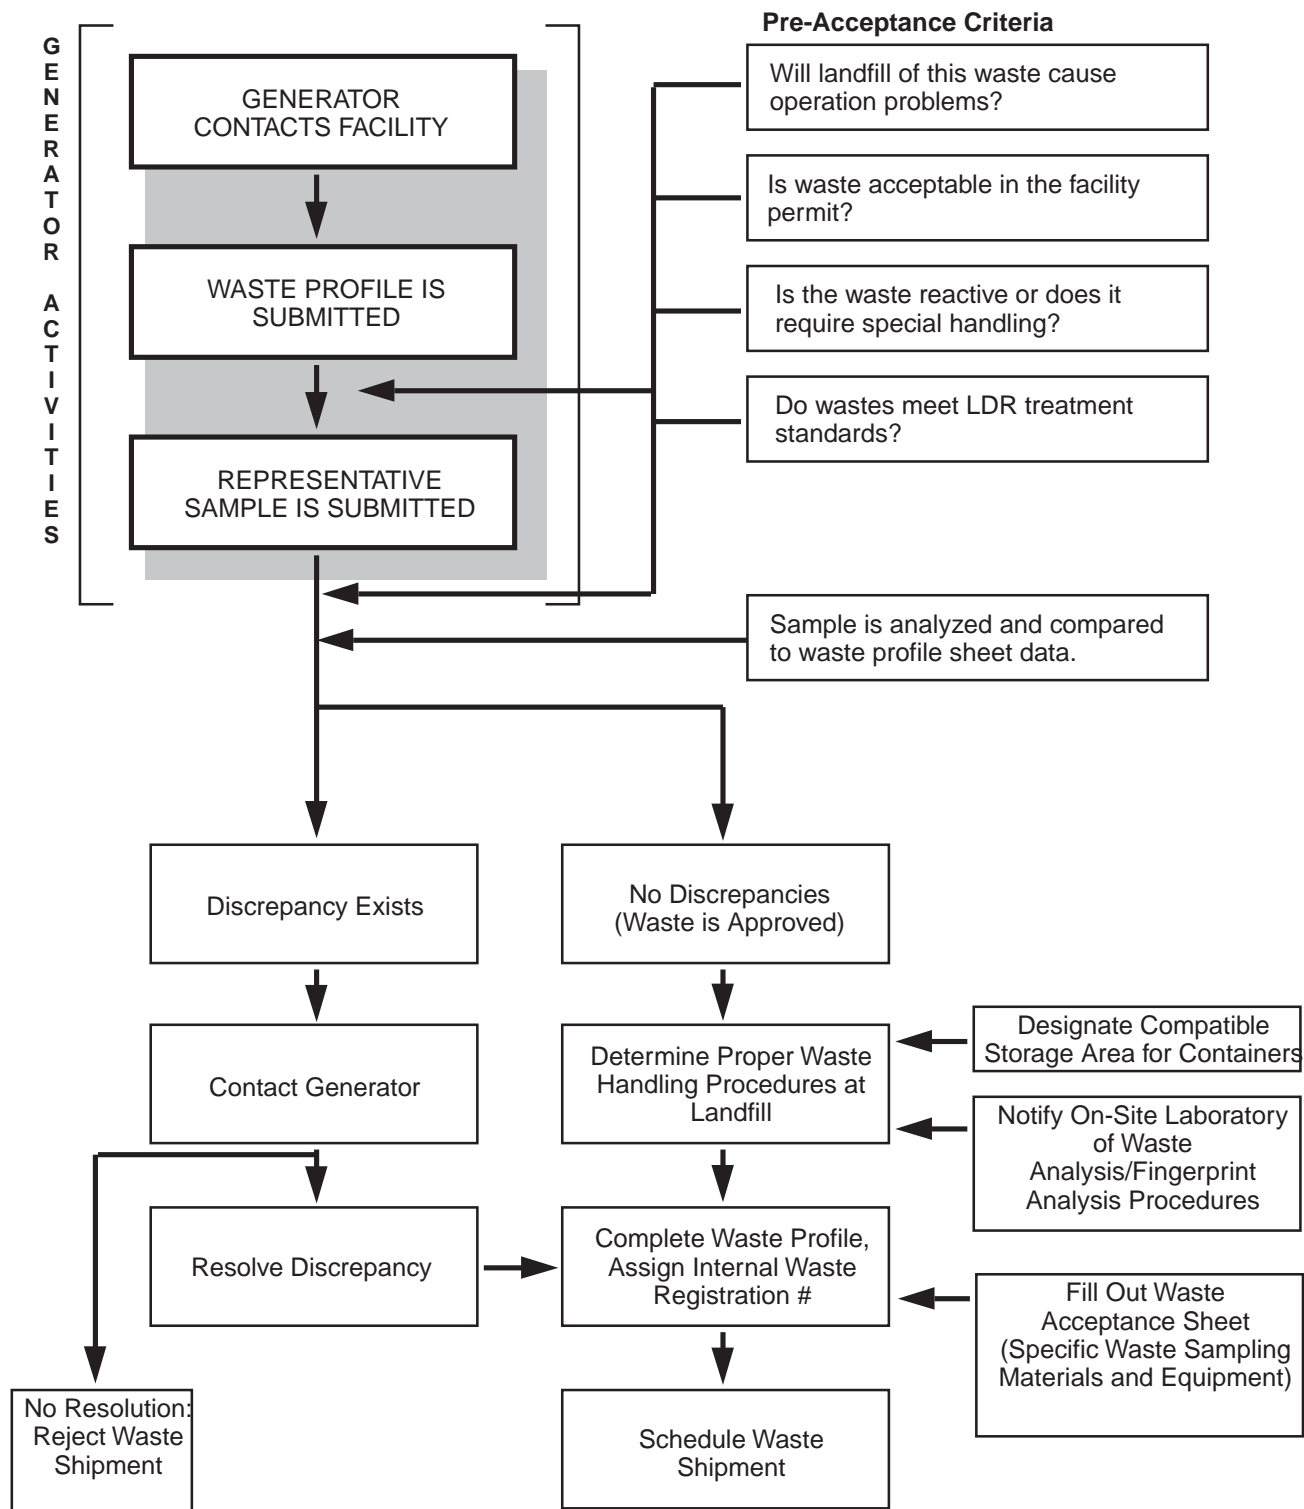 Pre-Acceptance Criteria
GENERATOR ACTIVITIES
GENERATOR
CONTACTS FACILITY
WASTE PROFILE IS
SUBMITTED
REPRESENTATIVE
SAMPLE IS SUBMITTED
Will landfill of this waste cause
operation problems?
Is waste acceptable in the facility
permit?
Is the waste reactive or does it
require special handling?
Do wastes meet LDR treatment
standards?
Sample is analyzed and compared
to waste profile sheet data.
Discrepancy Exists
No Discrepancies
(Waste is Approved)
Contact Generator
Determine Proper Waste
Handling Procedures at
Landfill
Designate Compatible
Storage Area for Containers
Notify On-Site Laboratory
of Waste
Analysis/Fingerprint
Analysis Procedures
Resolve Discrepancy
Complete Waste Profile,
Assign Internal Waste
Registration #
Fill Out Waste
Acceptance Sheet
(Specific Waste Sampling
Materials and Equipment)
No Resolution:
Reject Waste
Shipment
Schedule Waste
Shipment